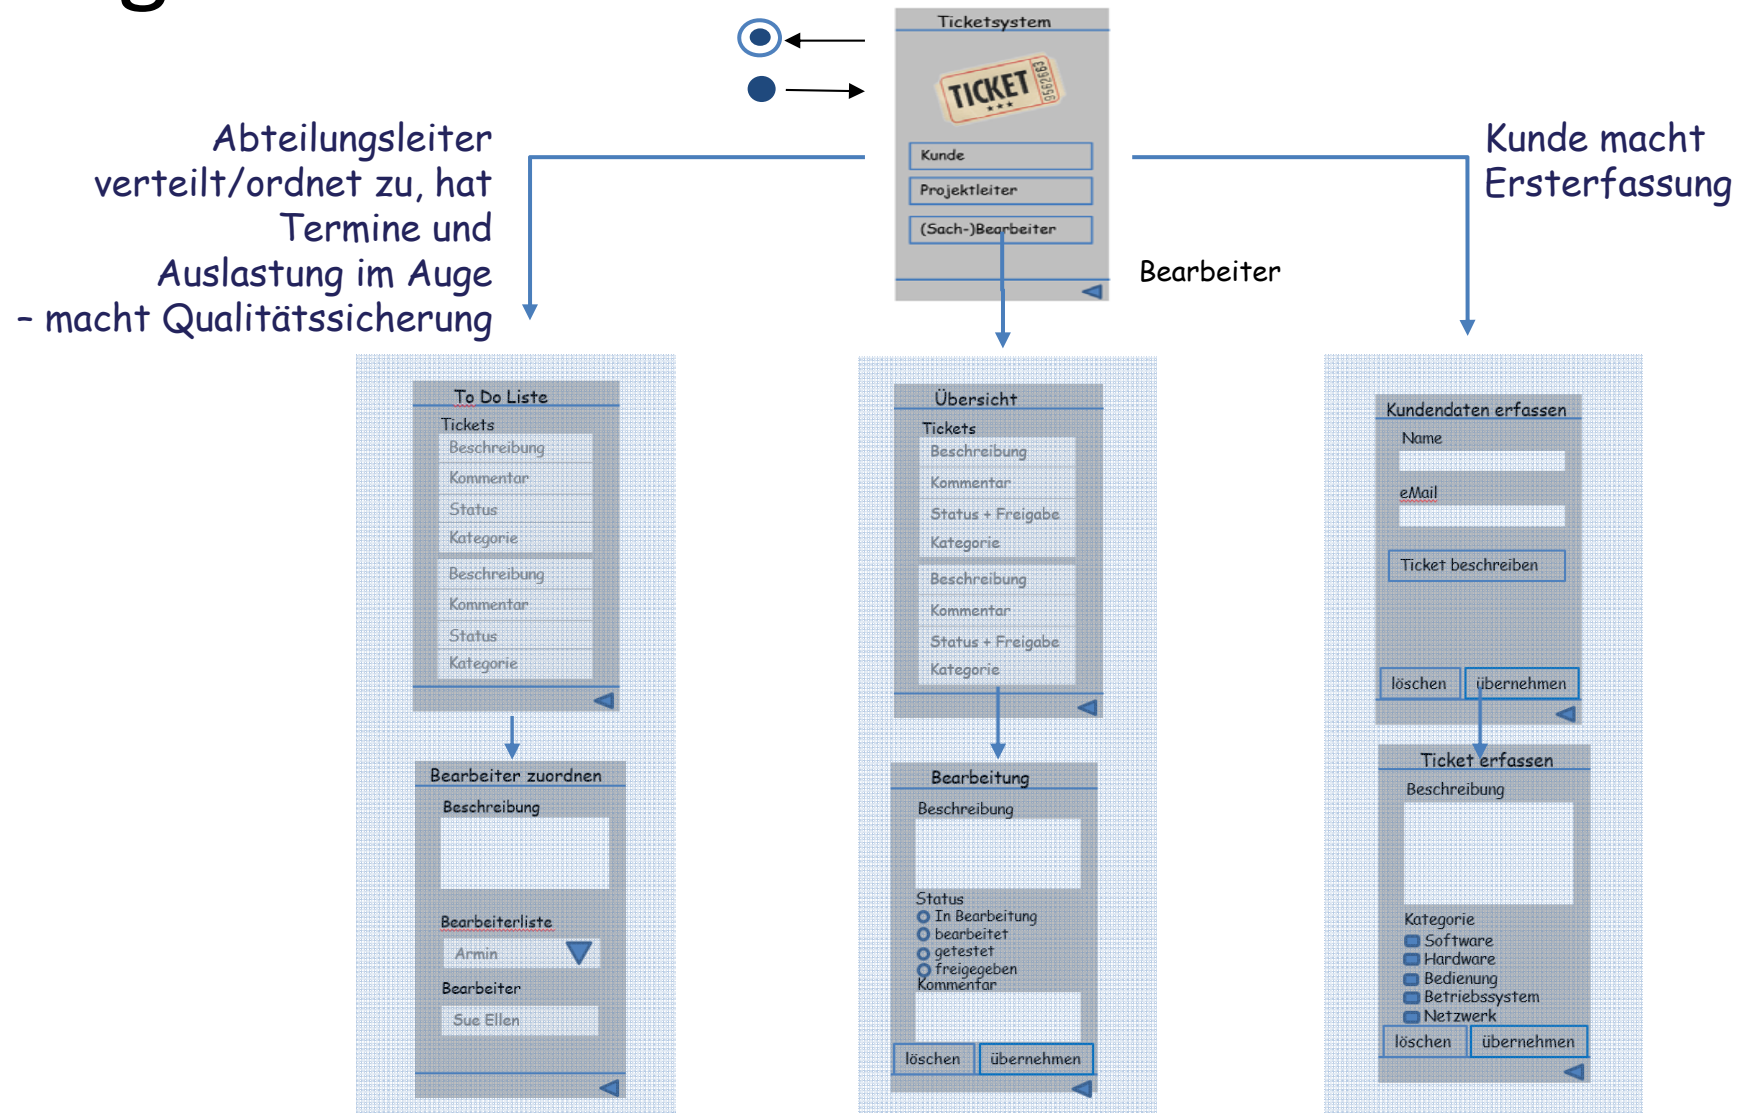 Ticketsystem
TICKET
9562663
Kunde
Projektleiter
(Sach-)Bearbeiter
Abteilungsleiter
verteilt/ordnet zu, hat
Termine und
Auslastung im Auge
– macht Qualitätssicherung
Bearbeiter
Kunde macht
Ersterfassung
To Do Liste
Tickets
Beschreibung
Kommentar
Status
Kategorie
Beschreibung
Kommentar
Status
Kategorie
Bearbeiter zuordnen
Beschreibung
Bearbeiterliste
Armin
Bearbeiter
Sue Ellen
Übersicht
Tickets
Beschreibung
Kommentar
Status + Freigabe
Kategorie
Beschreibung
Kommentar
Status + Freigabe
Kategorie
Bearbeitung
Beschreibung
Status
In Bearbeitung
bearbeitet
getestet
freigegeben
Kommentar
löschen
übernehmen
Kundendaten erfassen
Name
eMail
Ticket beschreiben
löschen
übernehmen
Ticket erfassen
Beschreibung
Kategorie
Software
Hardware
Bedienung
Betriebssystem
Netzwerk
löschen
übernehmen